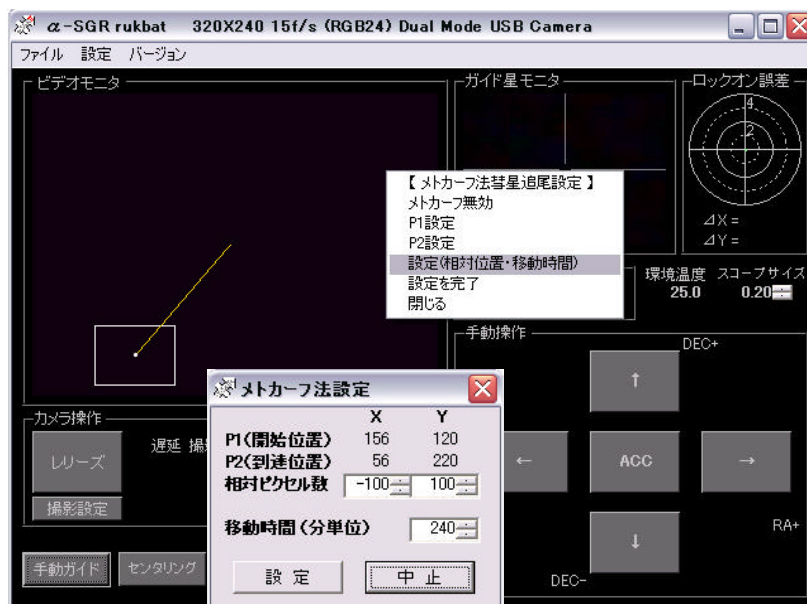 α-SGR rukbat 320X240 15f/s (RGB24) Dual Mode USB Camera
ファイル 設定 バージョン
ビデオモニタ
ガイド星モニタ
ロックオン誤差
4
2
⊿X =
⊿Y =
【 メトカーフ法彗星追尾設定 】
メトカーフ無効
P1設定
P2設定
設定(相対位置・移動時間)
設定を完了
閉じる
環境温度 スコープサイズ
25.0 0.20
手動操作
DEC+
↑
← ACC →
RA+
↓
DEC-
カメラ操作
レリーズ
遅延
撮影設定
手動ガイド センタリング
メトカーフ法設定
X Y
P1(開始位置) 156 120
P2(到達位置) 56 220
相対ピクセル数 -100 100
移動時間(分単位) 240
設 定 中 止